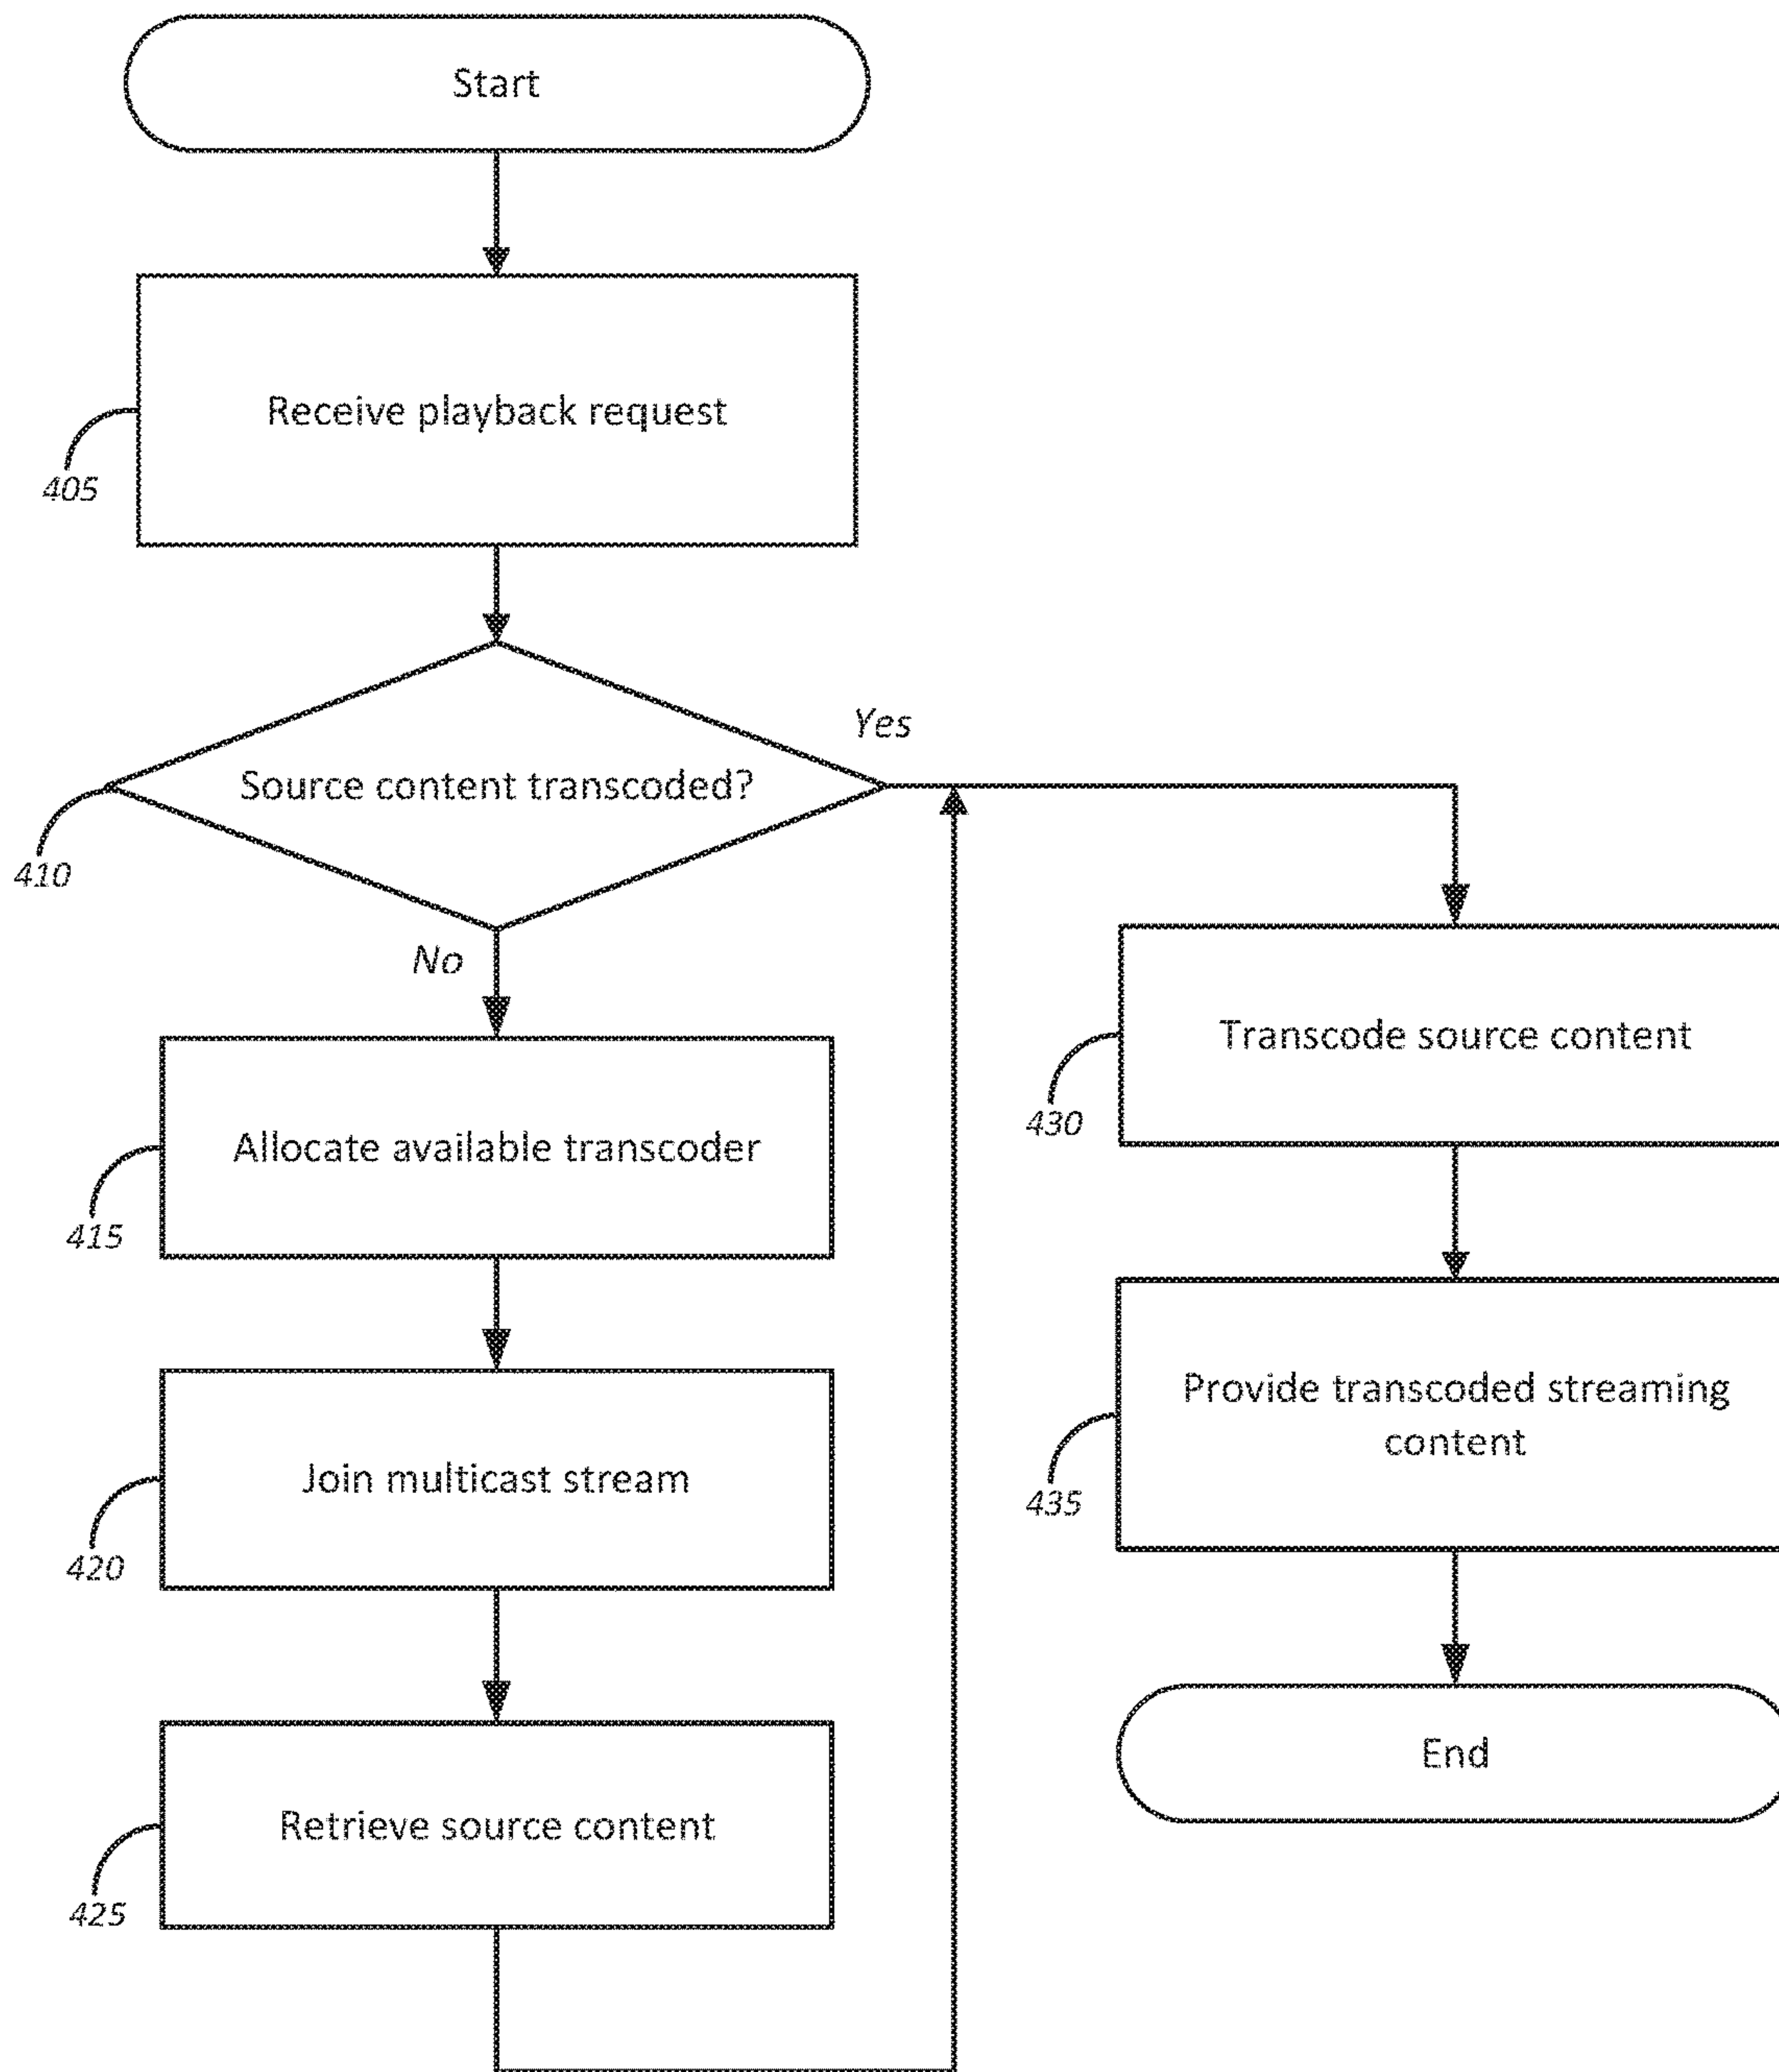 Start
Receive playback request
405
Yes
Source content transcoded?
410
No
Allocate available transcoder
415
Join multicast stream
420
Retrieve source content
425
Transcode source content
430
Provide transcoded streaming
content
435
End